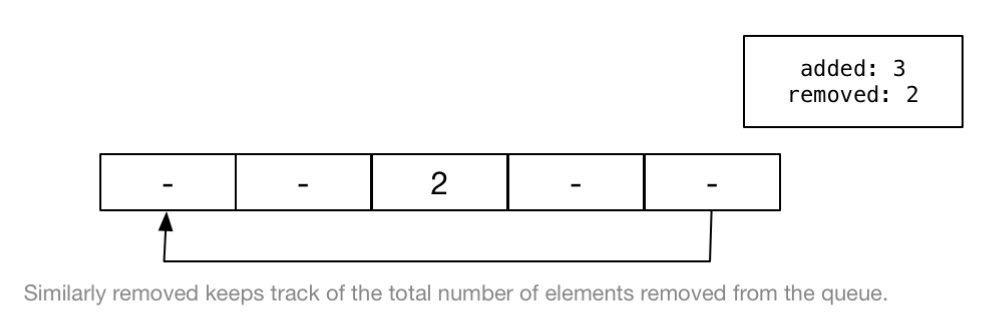 added: 3
removed: 2
- - 2 - -
Similarly removed keeps track of the total number of elements removed from the queue.